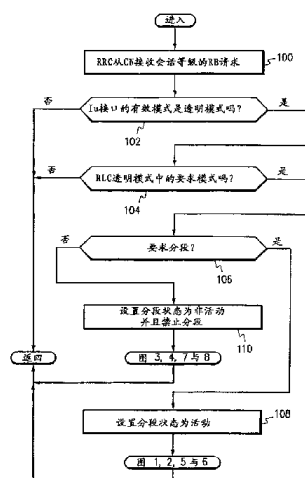 进入
RRC从CN接收会话等级的RB请求
100
否
Iu接口的有效模式是透明模式吗?
是
102
否
RLC透明模式中的要求模式吗?
是
104
否
要求分段?
是
106
设置分段状态为非活动
并且禁止分段
110
返回
图 3, 4, 7 与 8
108
设置分段状态为活动
图 1, 2, 5 与 6